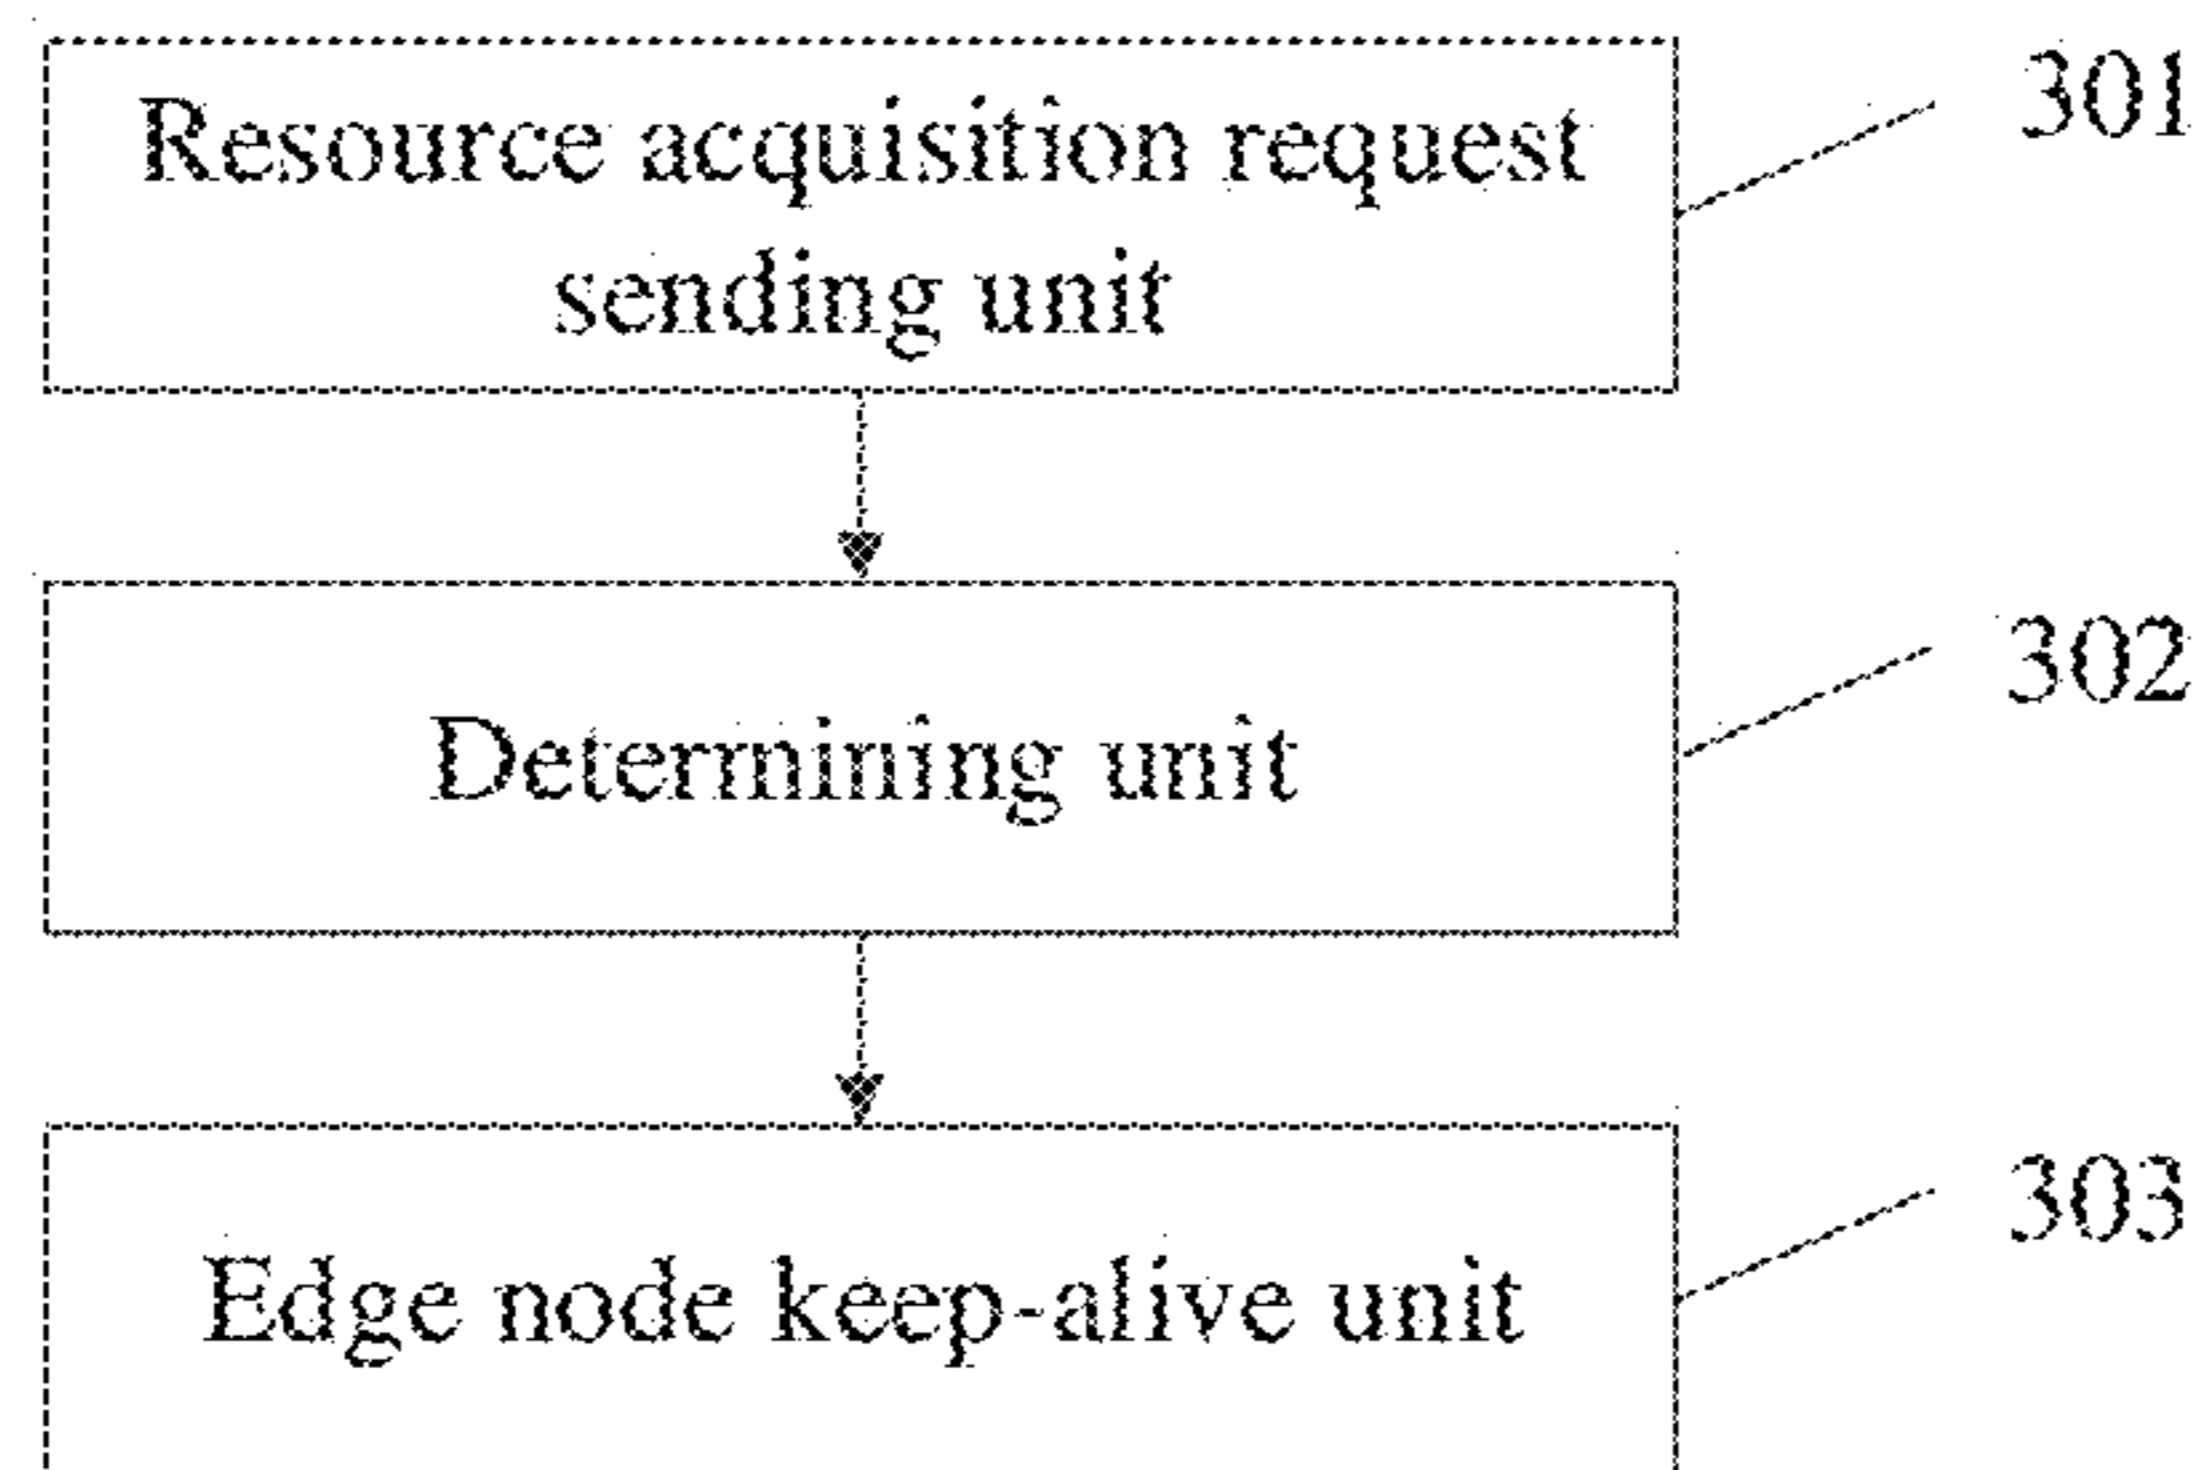 Resource acquisition request
sending unit
301
Determining unit
302
Edge node keep-alive unit
303